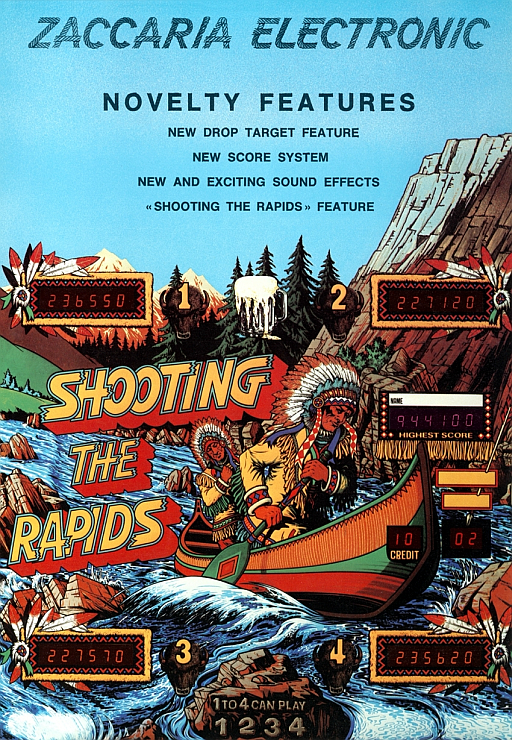 ZACCARIA ELECTRONIC
NOVELTY FEATURES
NEW DROP TARGET FEATURE
NEW SCORE SYSTEM
NEW AND EXCITING SOUND EFFECTS
«SHOOTING THE RAPIDS» FEATURE
236550
1
2
227120
SHOOTING
THE
RAPIDS
NAME
944100
HIGHEST SCORE
10
CREDIT
02
227570
3
4
235620
1 TO 4 CAN PLAY
1 2 3 4